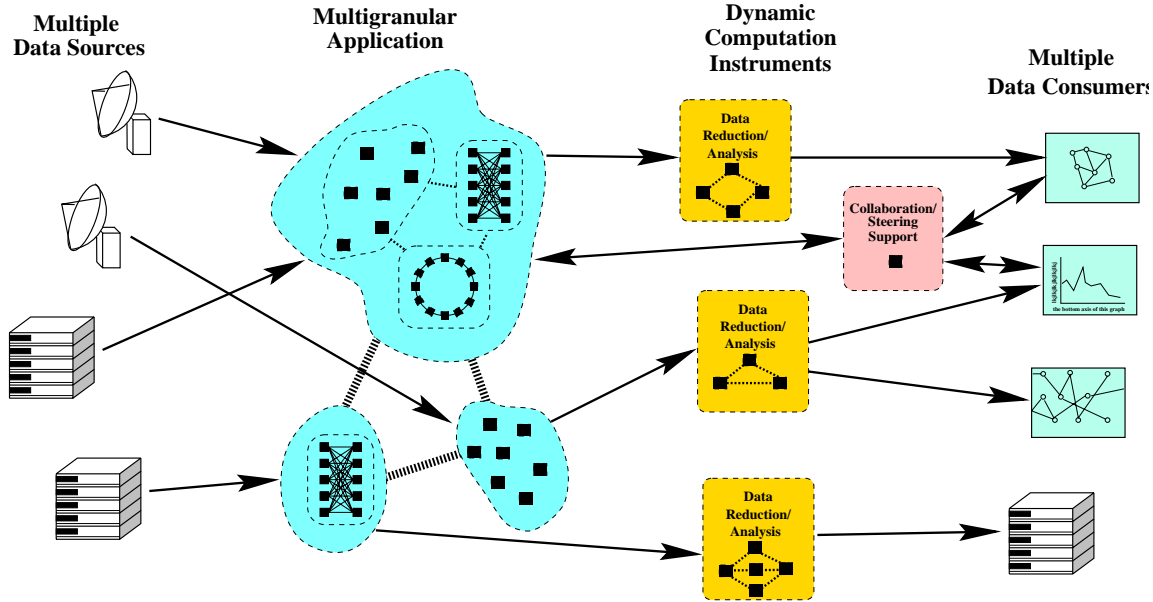 Multiple
Data Sources
Multigranular
Application
Dynamic
Computation
Instruments
Multiple
Data Consumers
Data
Reduction/
Analysis
Collaboration/
Steering
Support
the bottom axis of this graph
Data
Reduction/
Analysis
Data
Reduction/
Analysis